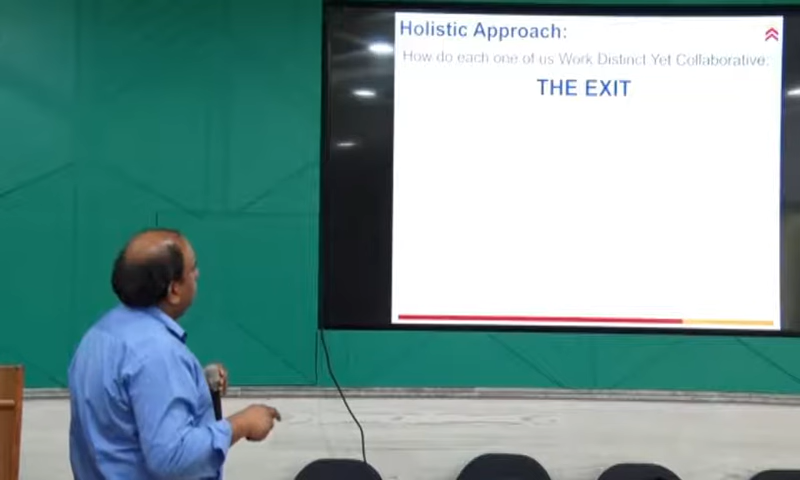 Holistic Approach:
How do each one of us Work Distinct Yet Collaborative:
THE EXIT